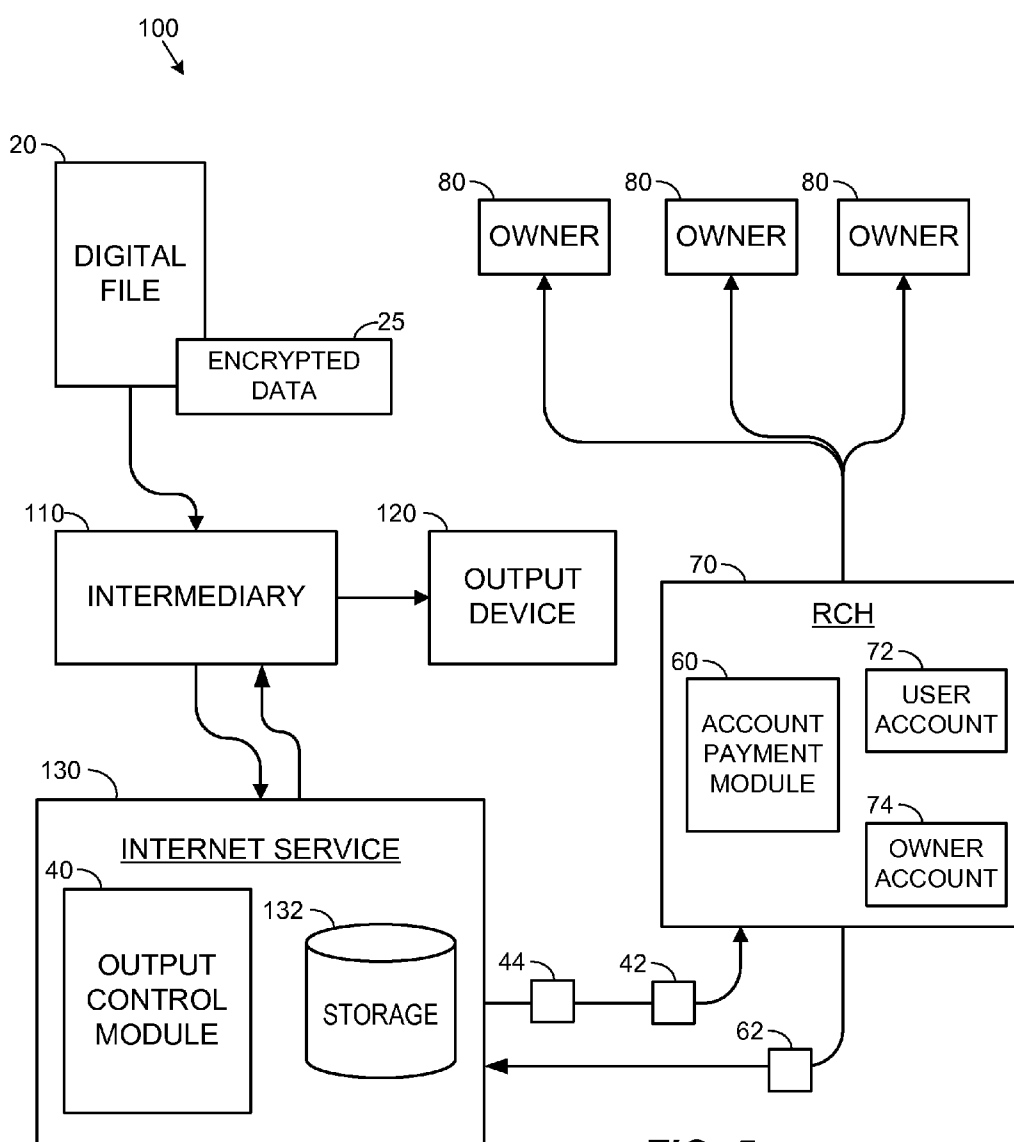 100
20
DIGITAL
FILE
25
ENCRYPTED
DATA
80
OWNER
80
OWNER
80
OWNER
110
INTERMEDIARY
120
OUTPUT
DEVICE
70
RCH
60
ACCOUNT
PAYMENT
MODULE
72
USER
ACCOUNT
74
OWNER
ACCOUNT
130
INTERNET SERVICE
40
OUTPUT
CONTROL
MODULE
132
STORAGE
44
42
62